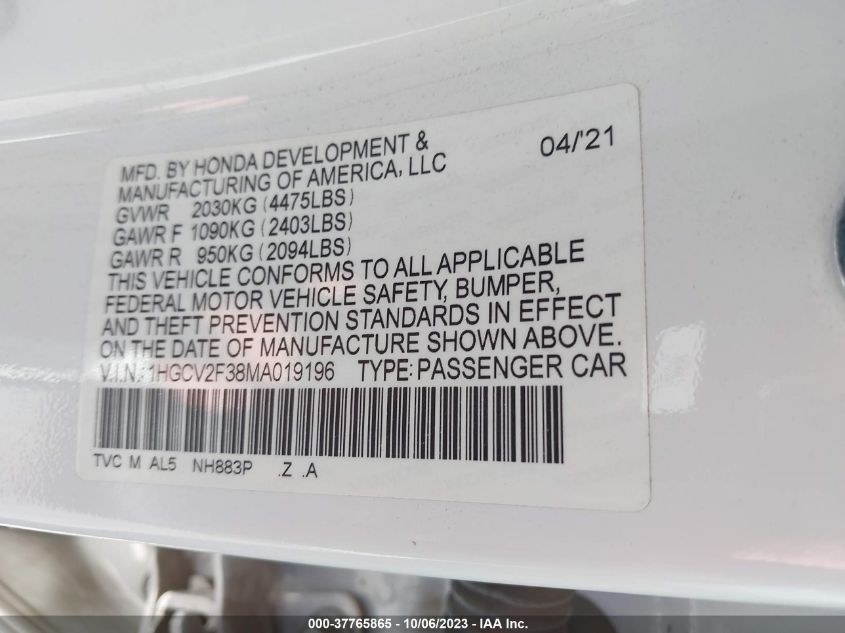 MFD. BY HONDA DEVELOPMENT & 04/'21
MANUFACTURING OF AMERICA, LLC
GVWR 2030KG (4475LBS)
GAWR F 1090KG (2403LBS)
GAWR R 950KG (2094LBS)
THIS VEHICLE CONFORMS TO ALL APPLICABLE
FEDERAL MOTOR VEHICLE SAFETY, BUMPER,
AND THEFT PREVENTION STANDARDS IN EFFECT
ON THE DATE OF MANUFACTURE SHOWN ABOVE.
V.I.N.: 1HGCV2F38MA019196 TYPE: PASSENGER CAR
TVC M AL5 NH883P .Z .A
000-37765865 - 10/06/2023 - IAA Inc.